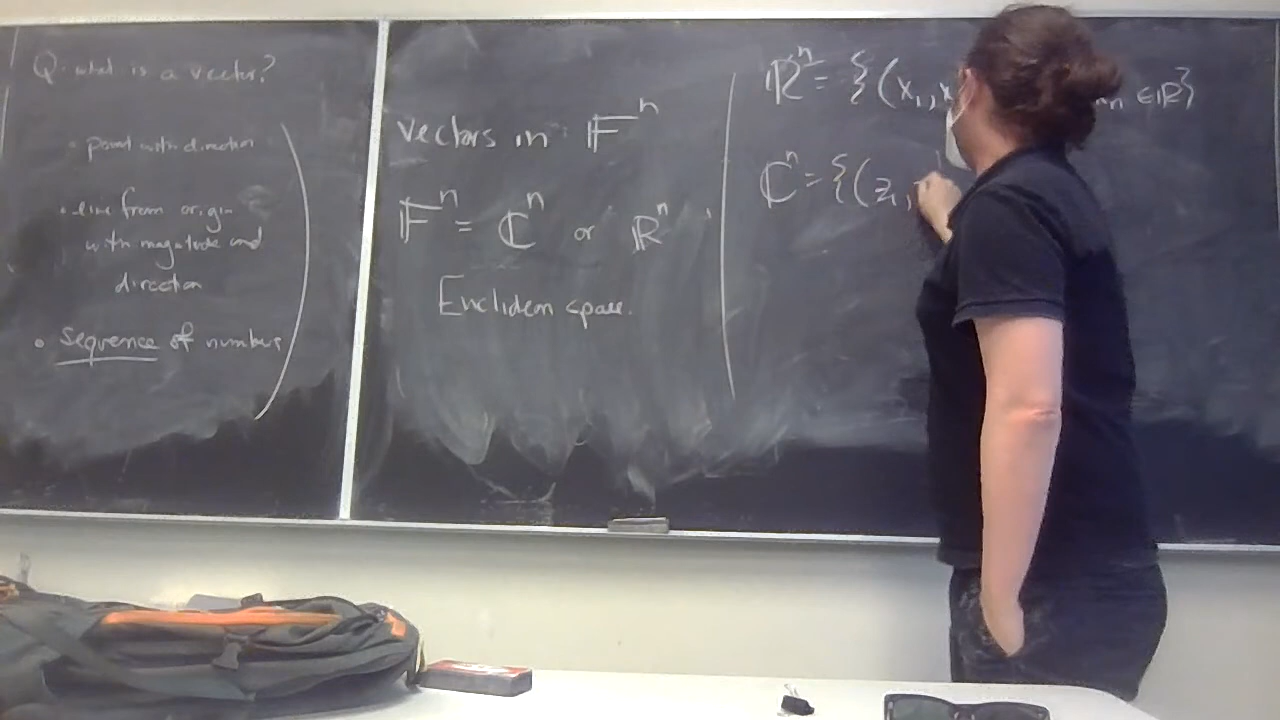 Q. what is a vector?
• point with direction
• line from origin
with magnitude and
direction
• sequence of numbers
vectors in 𝔽ⁿ
𝔽ⁿ = ℂⁿ or ℝⁿ
Euclidean space.
ℝⁿ = {(x₁, x n ∈ ℝ}
ℂⁿ = {(z₁,